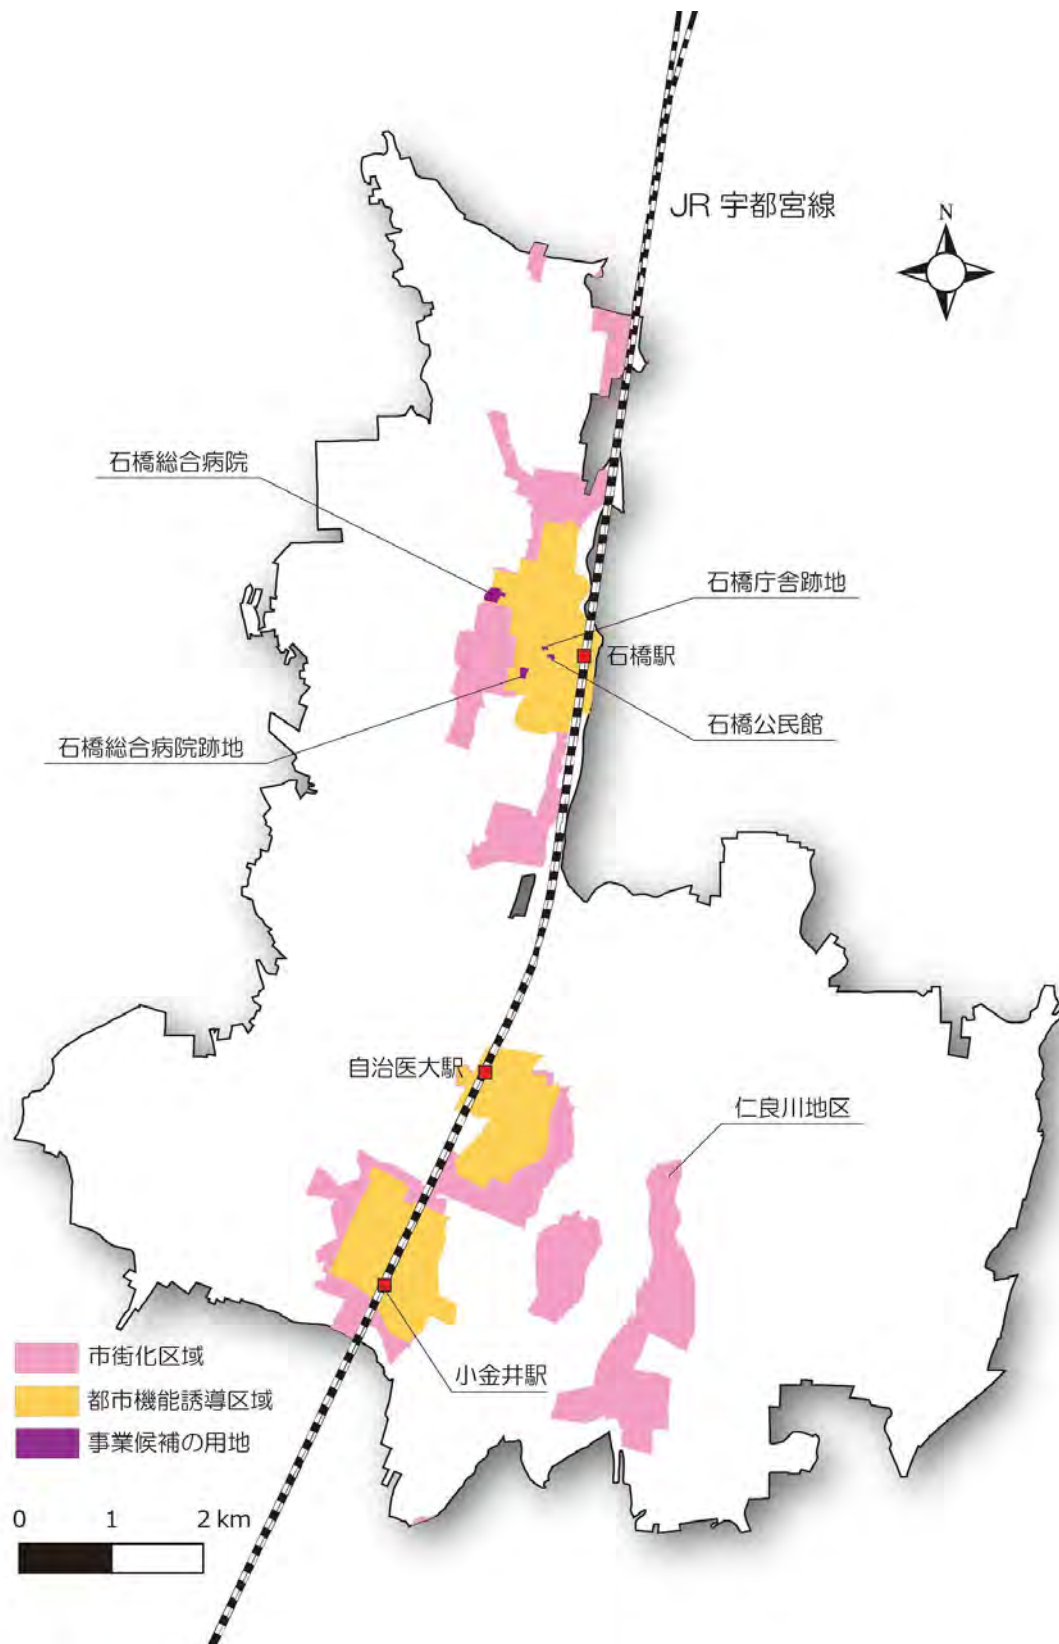 JR 宇都宮線
N
石橋総合病院
石橋庁舎跡地
石橋駅
石橋公民館
石橋総合病院跡地
自治医大駅
仁良川地区
小金井駅
市街化区域
都市機能誘導区域
事業候補の用地
0 1 2 km